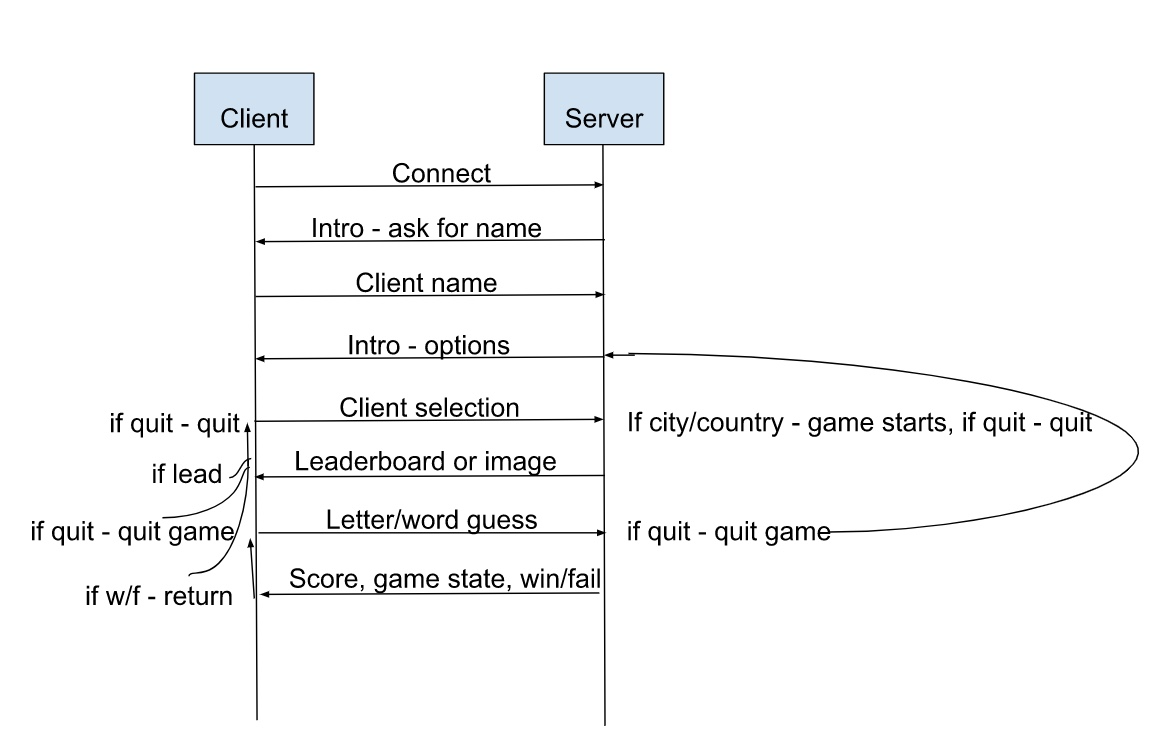 Client
Server
Connect
Intro - ask for name
Client name
Intro - options
Client selection
if quit - quit
If city/country - game starts, if quit - quit
Leaderboard or image
if lead
Letter/word guess
if quit - quit game
if quit - quit game
Score, game state, win/fail
if w/f - return